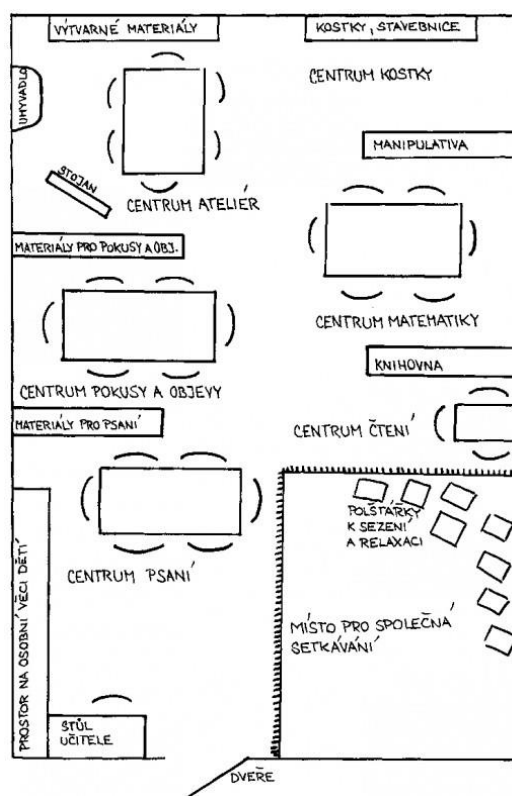 VÝTVARNÉ MATERIÁLY
KOSTKY, STAVEBNICE
UMYVADLO
CENTRUM KOSTKY
MANIPULATIVA
STOJAN
CENTRUM ATELIÉR
MATERIÁLY PRO POKUSY A OBJ.
CENTRUM MATEMATIKY
KNIHOVNA
CENTRUM POKUSY A OBJEVY
MATERIÁLY PRO PSANÍ
CENTRUM ČTENÍ
POLŠTÁŘKY
K SEZENÍ
A RELAXACI
CENTRUM PSANÍ
PROSTOR NA OSOBNÍ VĚCI DĚTÍ
MÍSTO PRO SPOLEČNÁ
SETKÁVÁNÍ
STŮL
UČITELE
DVEŘE